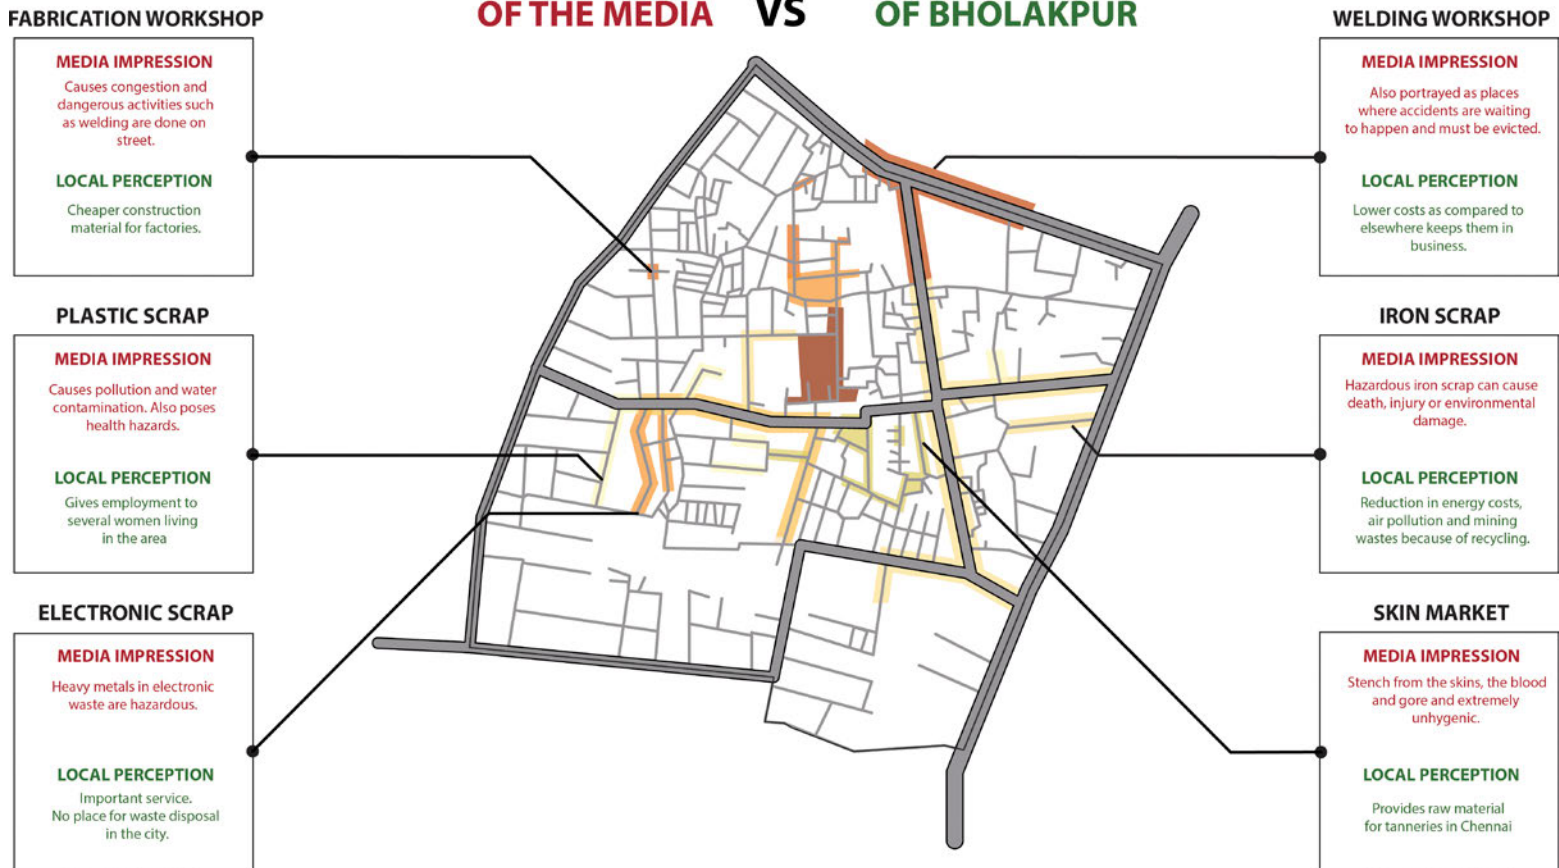 OF THE MEDIA VS OF BHOLAKPUR
FABRICATION WORKSHOP
MEDIA IMPRESSION
Causes congestion and
dangerous activities such
as welding are done on
street.
LOCAL PERCEPTION
Cheaper construction
material for factories.
PLASTIC SCRAP
MEDIA IMPRESSION
Causes pollution and water
contamination. Also poses
health hazards.
LOCAL PERCEPTION
Gives employment to
several women living
in the area
ELECTRONIC SCRAP
MEDIA IMPRESSION
Heavy metals in electronic
waste are hazardous.
LOCAL PERCEPTION
Important service.
No place for waste disposal
in the city.
WELDING WORKSHOP
MEDIA IMPRESSION
Also portrayed as places
where accidents are waiting
to happen and must be evicted.
LOCAL PERCEPTION
Lower costs as compared to
elsewhere keeps them in
business.
IRON SCRAP
MEDIA IMPRESSION
Hazardous iron scrap can cause
death, injury or environmental
damage.
LOCAL PERCEPTION
Reduction in energy costs,
air pollution and mining
wastes because of recycling.
SKIN MARKET
MEDIA IMPRESSION
Stench from the skins, the blood
and gore and extremely
unhygenic.
LOCAL PERCEPTION
Provides raw material
for tanneries in Chennai